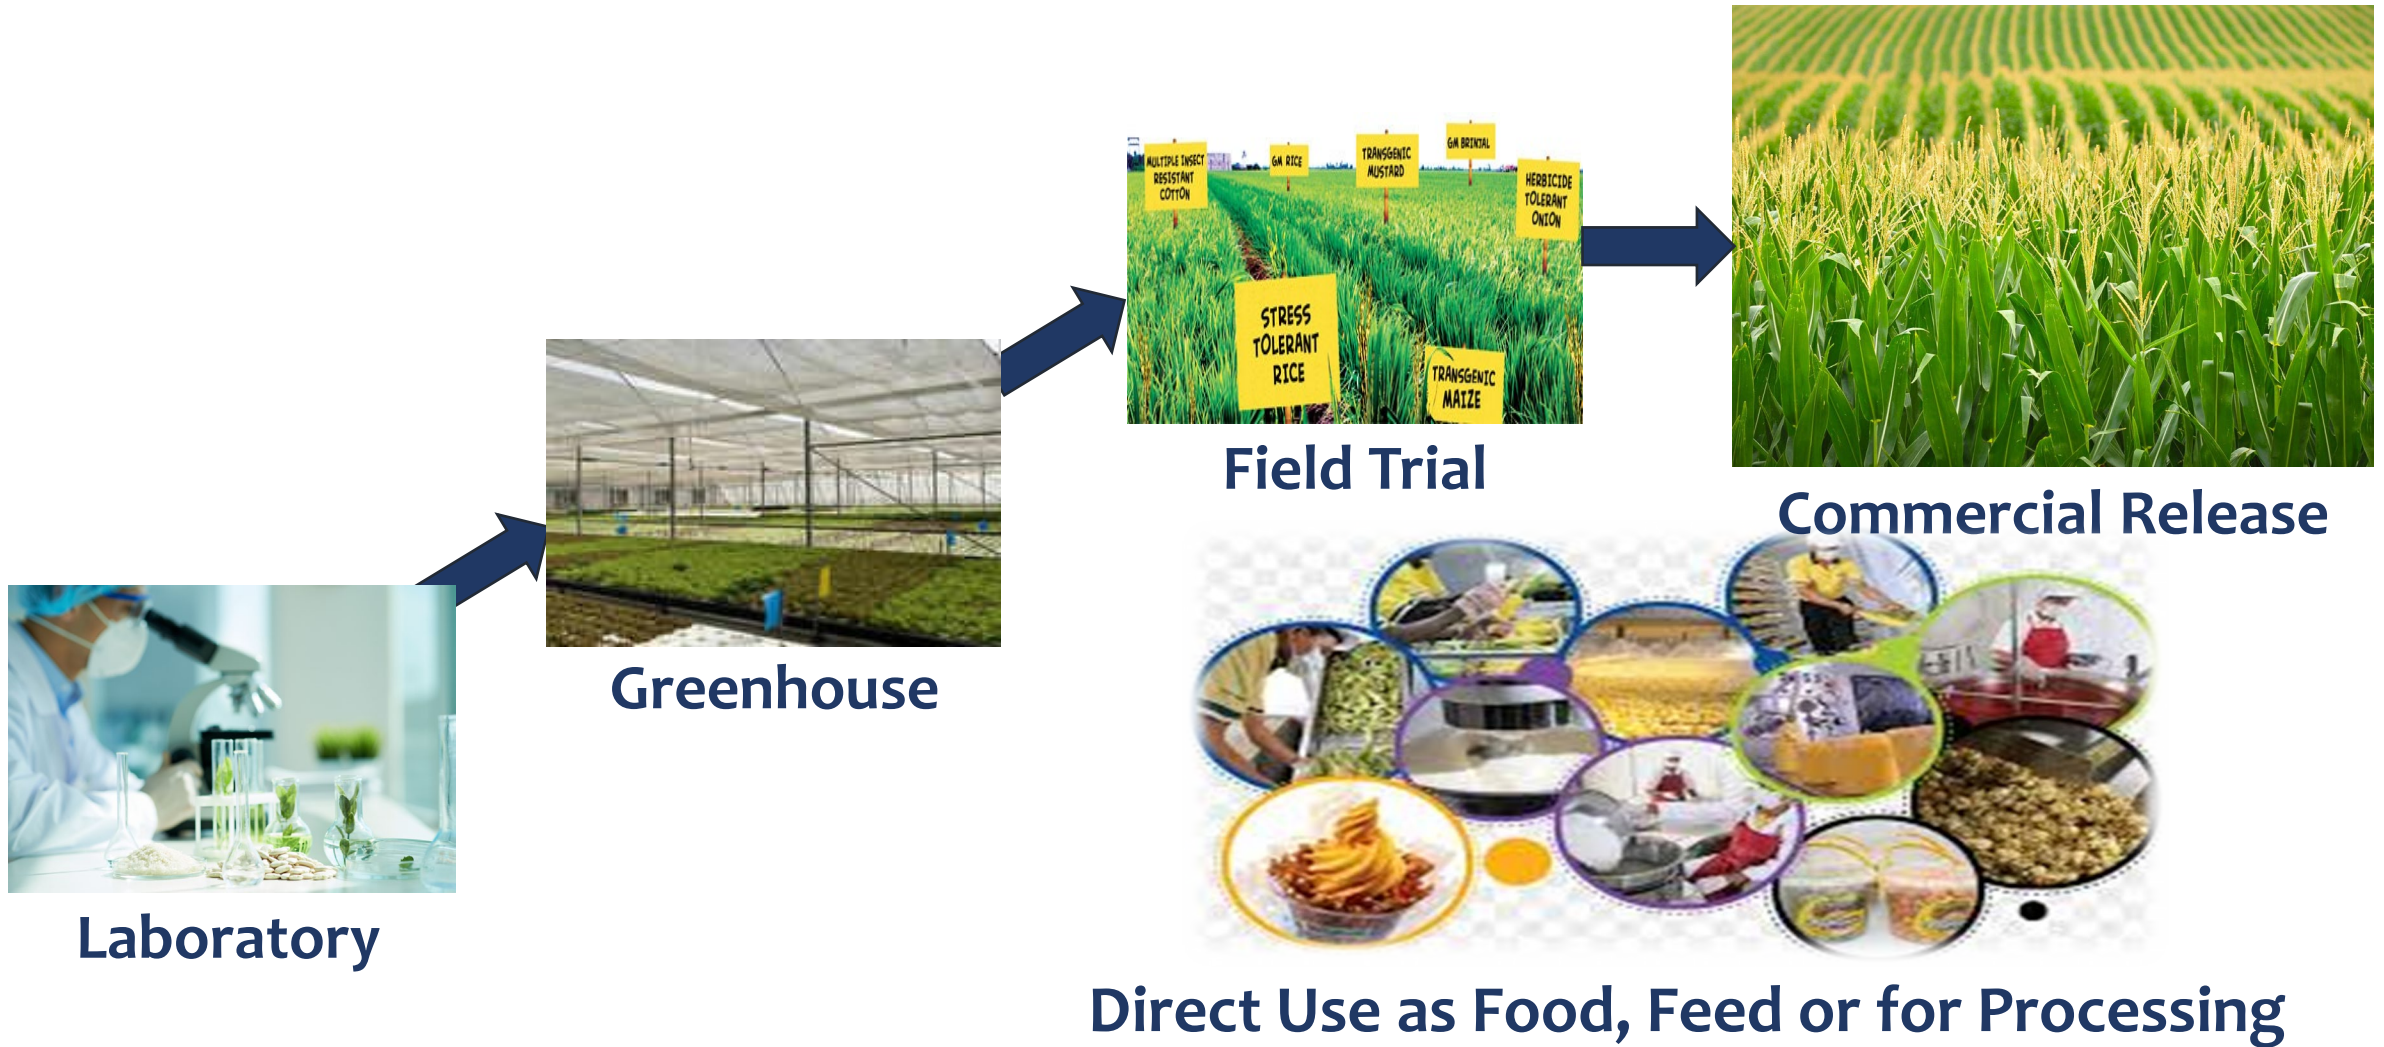 MULTIPLE INSECT
RESISTANT
COTTON
GM RICE
TRANSGENIC
MUSTARD
GM BRINJAL
HERBICIDE
TOLERANT
ONION
STRESS
TOLERANT
RICE
TRANSGENIC
MAIZE
Field Trial
Commercial Release
Greenhouse
Laboratory
Direct Use as Food, Feed or for Processing